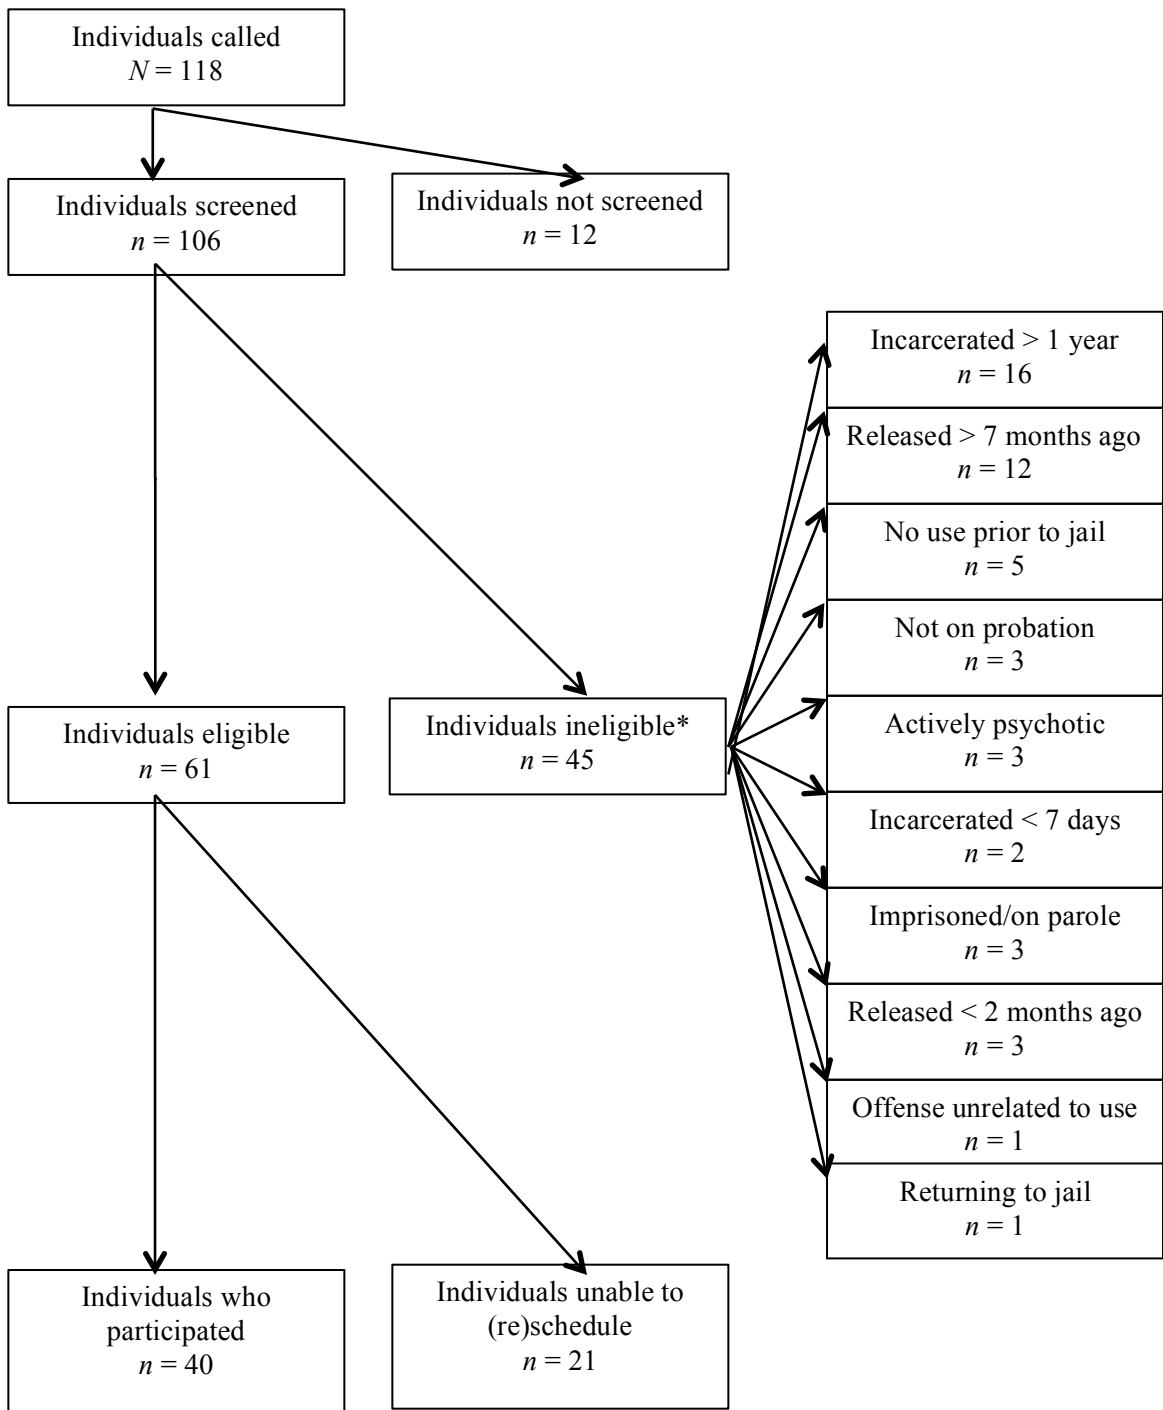 Individuals called
N = 118
Individuals screened
n = 106
Individuals not screened
n = 12
Incarcerated > 1 year
n = 16
Released > 7 months ago
n = 12
No use prior to jail
n = 5
Not on probation
n = 3
Actively psychotic
n = 3
Incarcerated < 7 days
n = 2
Imprisoned/on parole
n = 3
Released < 2 months ago
n = 3
Offense unrelated to use
n = 1
Returning to jail
n = 1
Individuals eligible
n = 61
Individuals ineligible*
n = 45
Individuals who
participated
n = 40
Individuals unable to
(re)schedule
n = 21